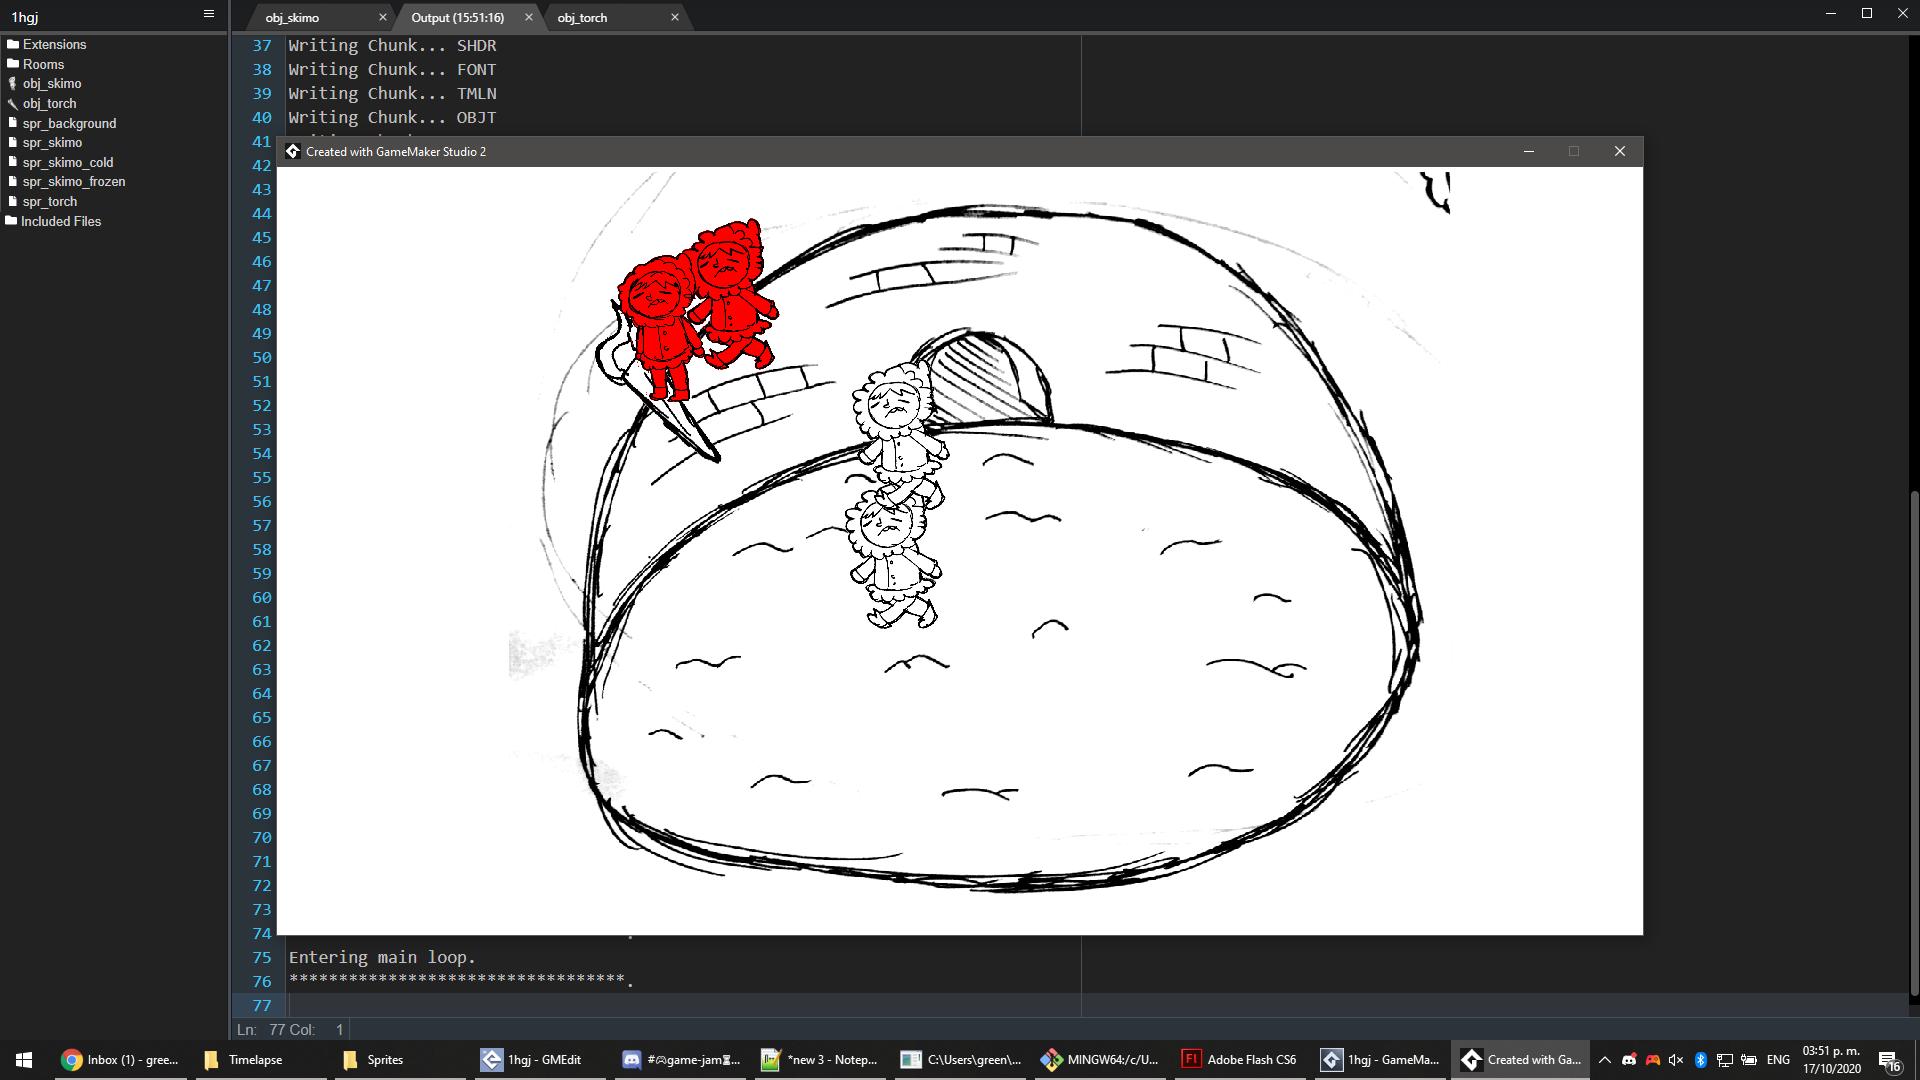 1hgj
obj_skimo
Output (15:51:16)
obj_torch
Extensions
Rooms
obj_skimo
obj_torch
spr_background
spr_skimo
spr_skimo_cold
spr_skimo_frozen
spr_torch
Included Files
37 Writing Chunk... SHDR
38 Writing Chunk... FONT
39 Writing Chunk... TMLN
40 Writing Chunk... OBJT
41
42
43
44
45
46
47
48
49
50
51
52
53
54
55
56
57
58
59
60
61
62
63
64
65
66
67
68
69
70
71
72
73
74
75 Entering main loop.
76 **********************************.
77
Created with GameMaker Studio 2
Ln: 77 Col: 1
Inbox (1) - gree...
Timelapse
Sprites
1hgj - GMEdit
#🎮game-jam⌛...
*new 3 - Notep...
C:\Users\green\...
MINGW64:/c/U...
Adobe Flash CS6
1hgj - GameMa...
Created with Ga...
ENG
03:51 p. m.
17/10/2020
16